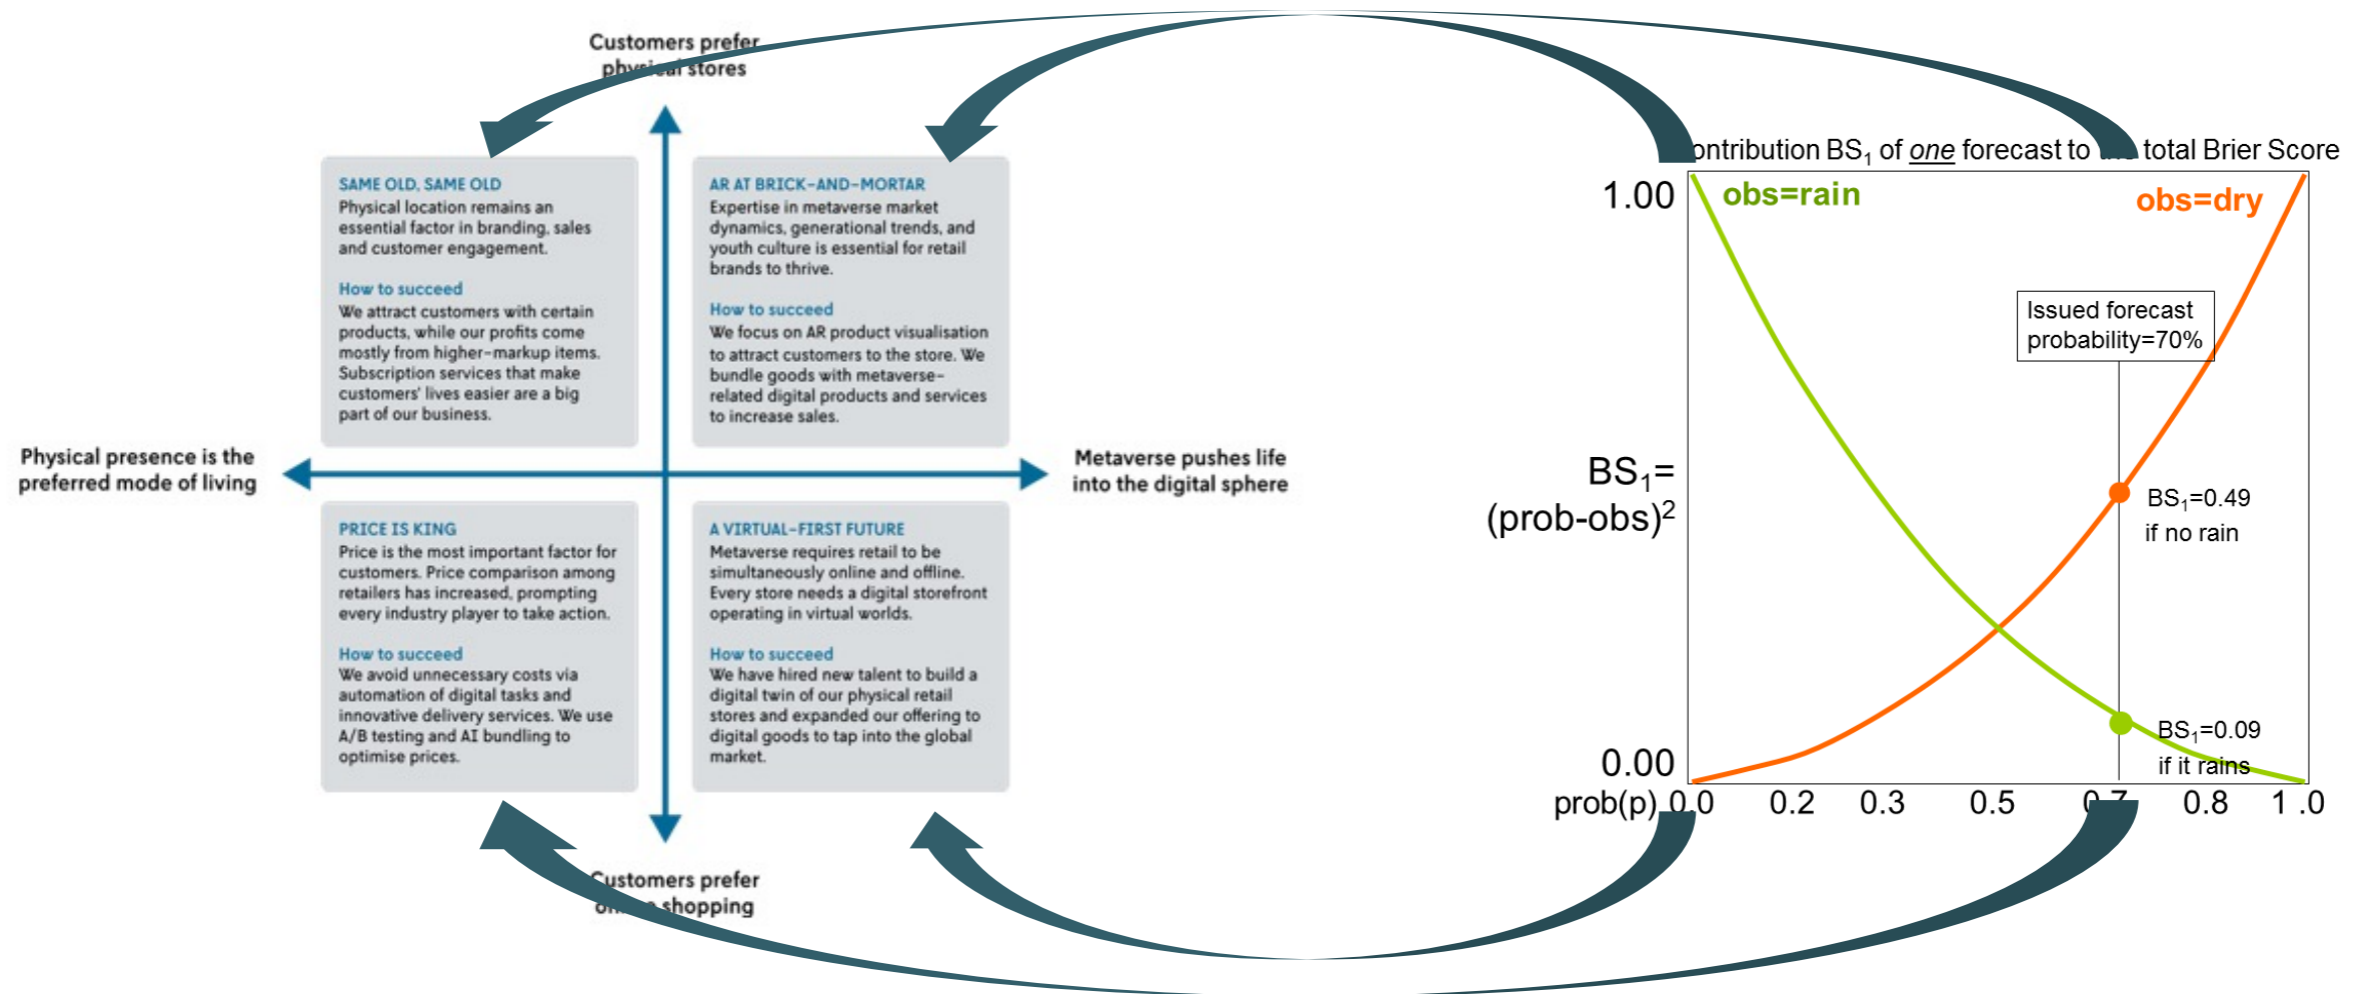 Customers prefer
physical stores
SAME OLD, SAME OLD
Physical location remains an
essential factor in branding, sales
and customer engagement.
How to succeed
We attract customers with certain
products, while our profits come
mostly from higher-markup items.
Subscription services that make
customers' lives easier are a big
part of our business.
AR AT BRICK-AND-MORTAR
Expertise in metaverse market
dynamics, generational trends, and
youth culture is essential for retail
brands to thrive.
How to succeed
We focus on AR product visualisation
to attract customers to the store. We
bundle goods with metaverse-
related digital products and services
to increase sales.
Physical presence is the
preferred mode of living
Metaverse pushes life
into the digital sphere
PRICE IS KING
Price is the most important factor for
customers. Price comparison among
retailers has increased, prompting
every industry player to take action.
How to succeed
We avoid unnecessary costs via
automation of digital tasks and
innovative delivery services. We use
A/B testing and AI bundling to
optimise prices.
A VIRTUAL-FIRST FUTURE
Metaverse requires retail to be
simultaneously online and offline.
Every store needs a digital storefront
operating in virtual worlds.
How to succeed
We have hired new talent to build a
digital twin of our physical retail
stores and expanded our offering to
digital goods to tap into the global
market.
Customers prefer
shopping
ontribution BS1 of one forecast to total Brier Score
1.00
obs=rain
obs=dry
Issued forecast
probability=70%
BS1=
(prob-obs)2
BS1=0.49
if no rain
BS1=0.09
if it rains
0.00
prob(p) 0.0 0.2 0.3 0.5 0.7 0.8 1 .0